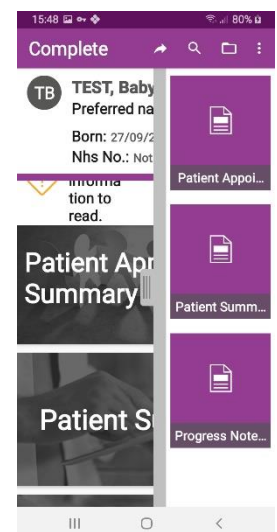 15:48 80%
Complete
TB
TEST, Baby
Preferred na
Born: 27/09/2
Nhs No.: Not
informa
tion to
read.
Patient App
Summary
Patient S
Patient Appoi...
Patient Summ...
Progress Note...